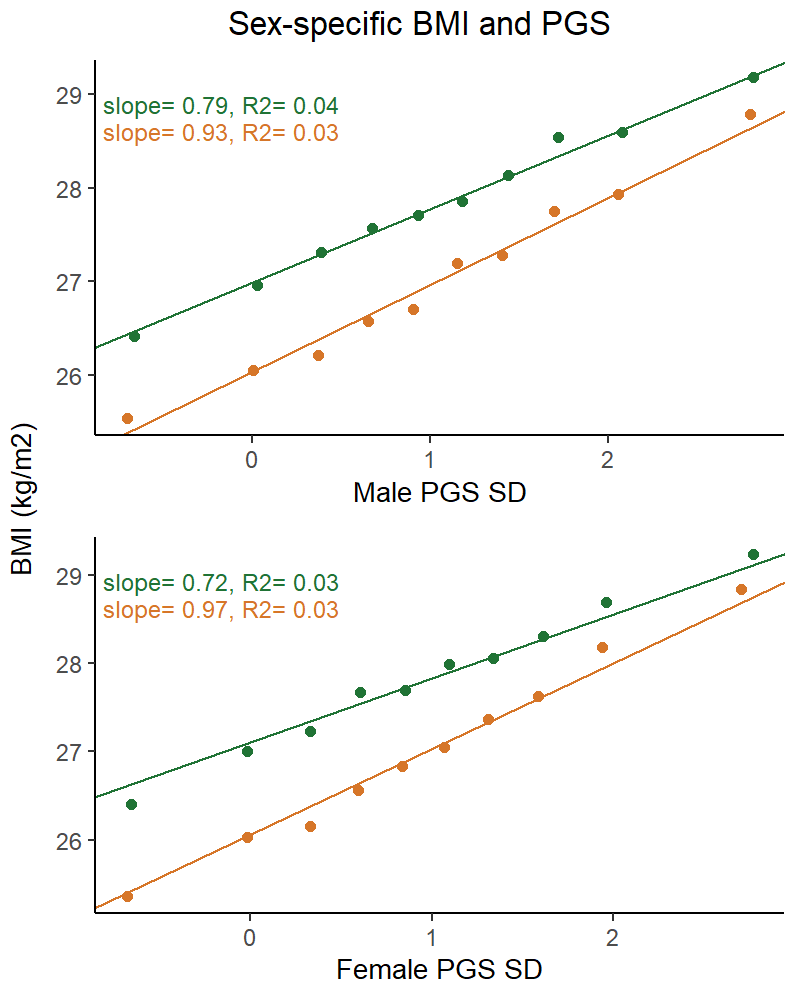 Sex-specific BMI and PGS
BMI (kg/m2)
slope= 0.79, R2= 0.04
slope= 0.93, R2= 0.03
29
28
27
26
0 1 2
Male PGS SD
slope= 0.72, R2= 0.03
slope= 0.97, R2= 0.03
29
28
27
26
0 1 2
Female PGS SD